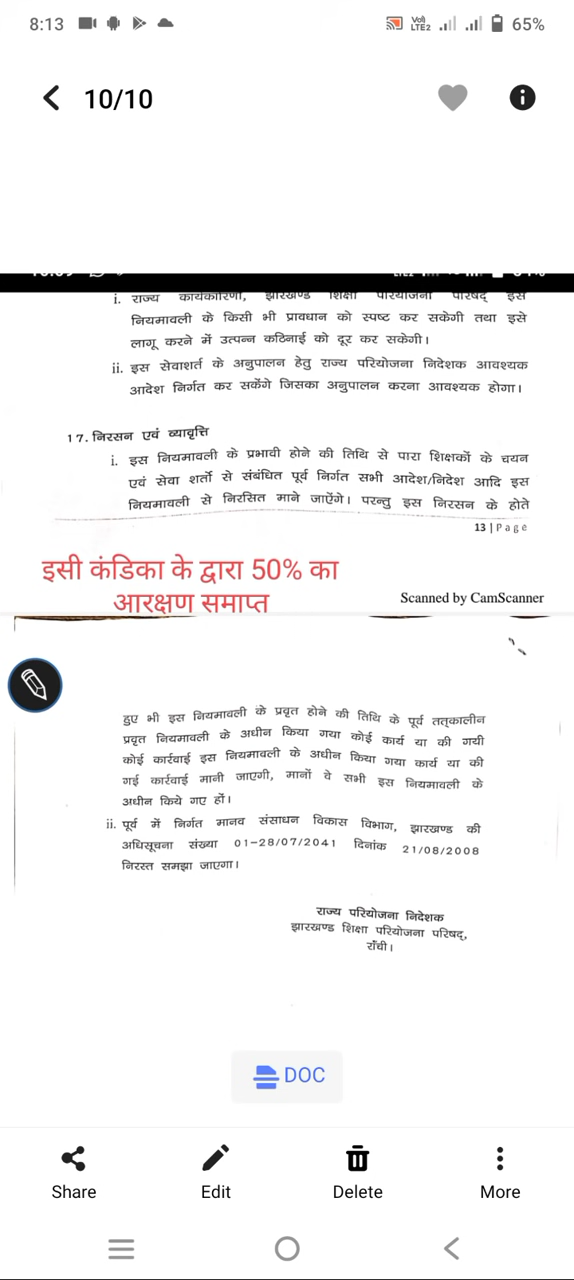 8:13
Vo)) LTE2
65%
10/10
i. राज्य कार्यकारिणी, झारखण्ड शिक्षा परियोजना परिषद् इस
नियमावली के किसी भी प्रावधान को स्पष्ट कर सकेगी तथा इसे
लागू करने में उत्पन्न कठिनाई को दूर कर सकेगी।
ii. इस सेवाशर्त के अनुपालन हेतु राज्य परियोजना निदेशक आवश्यक
आदेश निर्गत कर सकेंगे जिसका अनुपालन करना आवश्यक होगा।
17. निरसन एवं व्यावृत्ति
i. इस नियमावली के प्रभावी होने की तिथि से पारा शिक्षकों के चयन
एवं सेवा शर्तो से संबंधित पूर्व निर्गत सभी आदेश/निदेश आदि इस
नियमावली से निरसित माने जाऐंगे। परन्तु इस निरसन के होते
13 | Page
इसी कंडिका के द्वारा 50% का
आरक्षण समाप्त
Scanned by CamScanner
हुए भी इस नियमावली के प्रवृत होने की तिथि के पूर्व तत्कालीन
प्रवृत नियमावली के अधीन किया गया कोई कार्य या की गयी
कोई कार्रवाई इस नियमावली के अधीन किया गया कार्य या की
गई कार्रवाई मानी जाएगी, मानों वे सभी इस नियमावली के
अधीन किये गए हों।
ii. पूर्व में निर्गत मानव संसाधन विकास विभाग, झारखण्ड की
अधिसूचना संख्या 01-28/07/2041 दिनांक 21/08/2008
निरस्त समझा जाएगा।
राज्य परियोजना निदेशक
झारखण्ड शिक्षा परियोजना परिषद्,
राँची।
DOC
Share
Edit
Delete
More